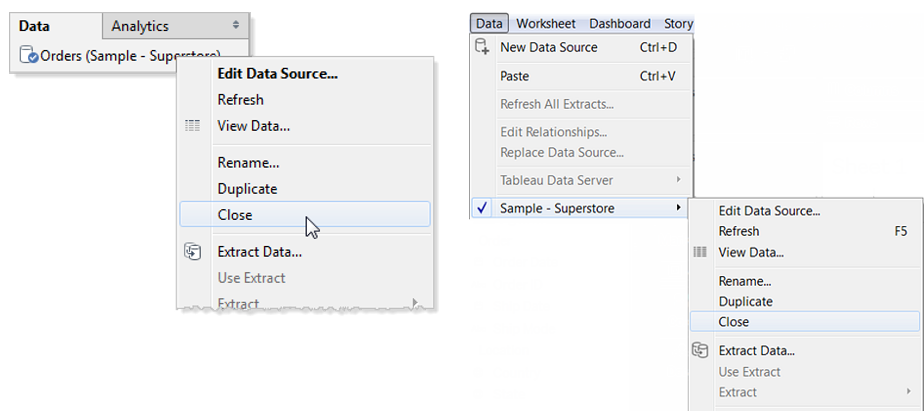 Data Analytics
Orders (Sample - Superstore)
Edit Data Source...
Refresh
View Data...
Rename...
Duplicate
Close
Extract Data...
Use Extract
Extract
Data Worksheet Dashboard Story
New Data Source Ctrl+D
Paste Ctrl+V
Refresh All Extracts...
Edit Relationships...
Replace Data Source...
Tableau Data Server
Sample - Superstore
Edit Data Source...
Refresh F5
View Data...
Rename...
Duplicate
Close
Extract Data...
Use Extract
Extract